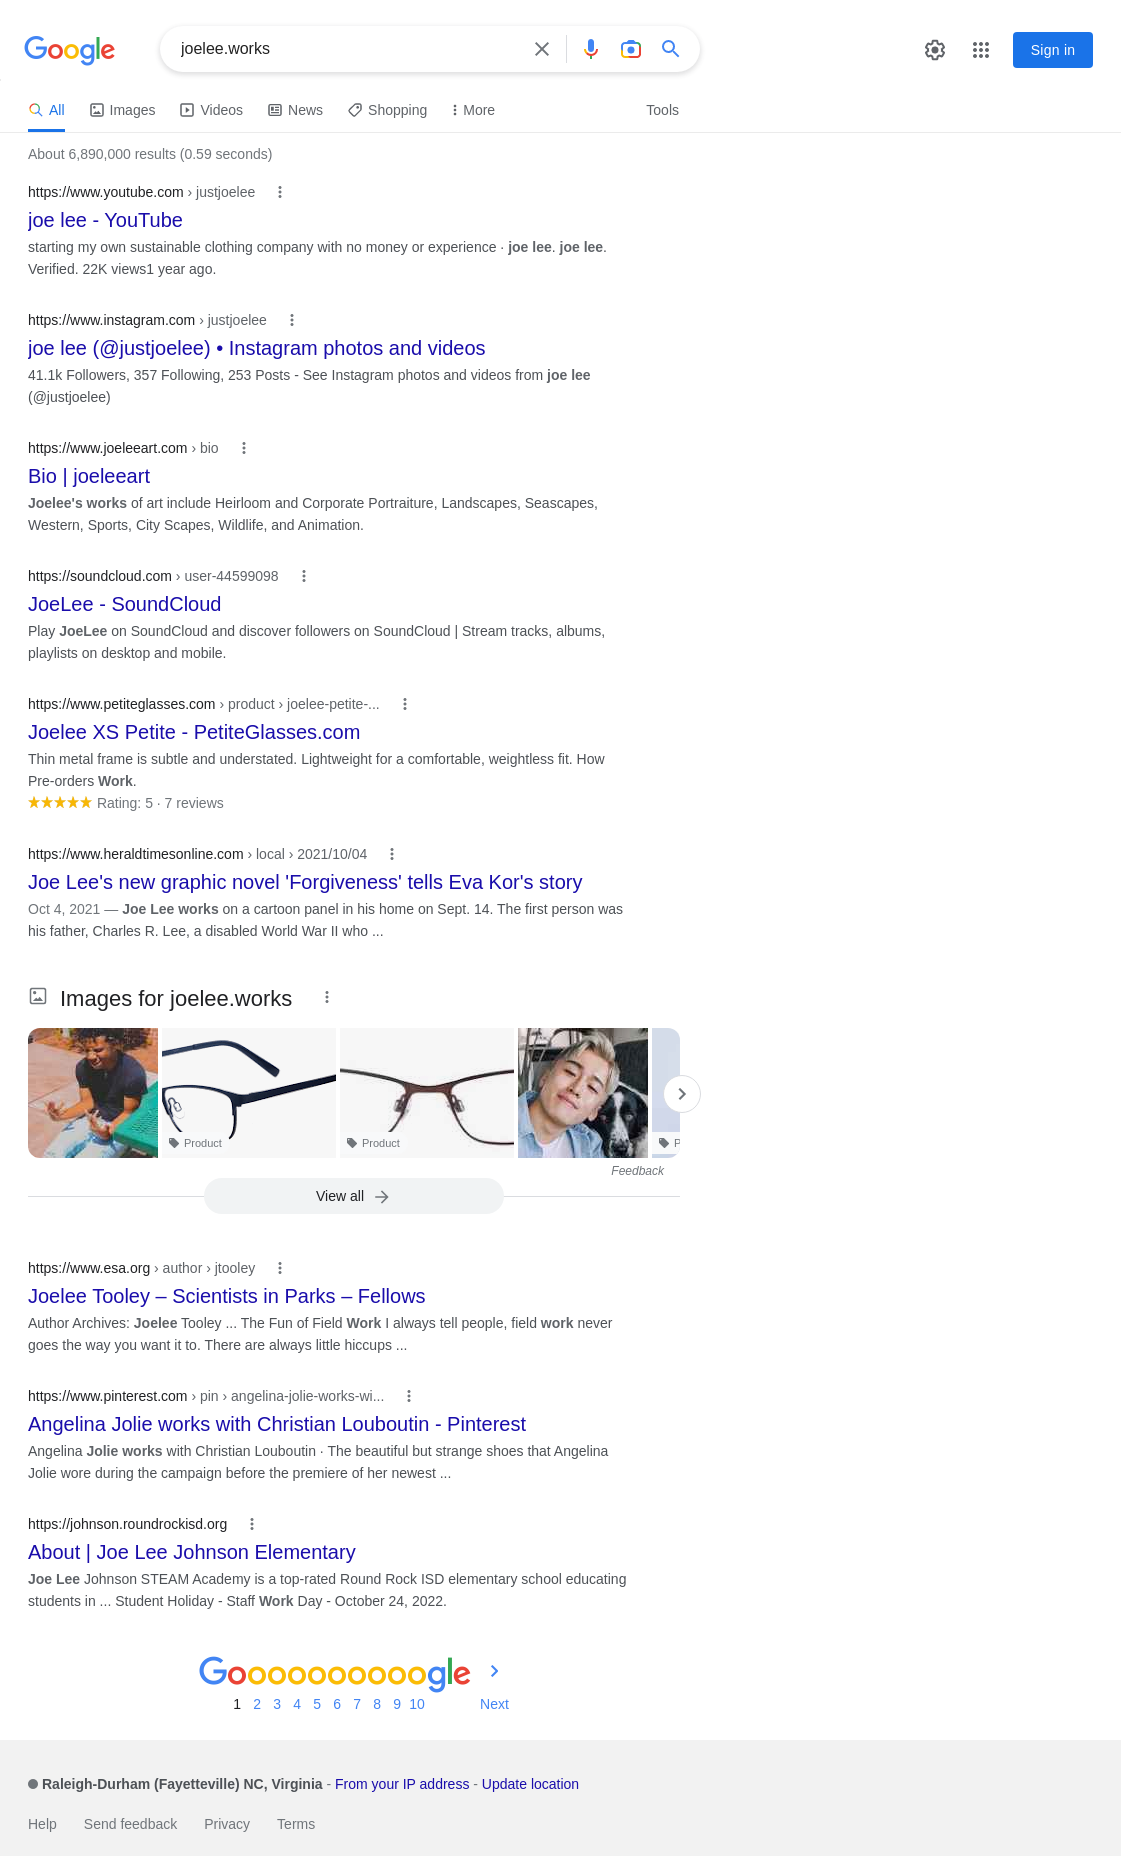 Google
joelee.works
Sign in
All Images Videos News Shopping More Tools
About 6,890,000 results (0.59 seconds)
https://www.youtube.com › justjoelee
joe lee - YouTube
starting my own sustainable clothing company with no money or experience · joe lee. joe lee.
Verified. 22K views1 year ago.
https://www.instagram.com › justjoelee
joe lee (@justjoelee) • Instagram photos and videos
41.1k Followers, 357 Following, 253 Posts - See Instagram photos and videos from joe lee
(@justjoelee)
https://www.joeleeart.com › bio
Bio | joeleeart
Joelee's works of art include Heirloom and Corporate Portraiture, Landscapes, Seascapes,
Western, Sports, City Scapes, Wildlife, and Animation.
https://soundcloud.com › user-44599098
JoeLee - SoundCloud
Play JoeLee on SoundCloud and discover followers on SoundCloud | Stream tracks, albums,
playlists on desktop and mobile.
https://www.petiteglasses.com › product › joelee-petite-...
Joelee XS Petite - PetiteGlasses.com
Thin metal frame is subtle and understated. Lightweight for a comfortable, weightless fit. How
Pre-orders Work.
Rating: 5 · 7 reviews
https://www.heraldtimesonline.com › local › 2021/10/04
Joe Lee's new graphic novel 'Forgiveness' tells Eva Kor's story
Oct 4, 2021 — Joe Lee works on a cartoon panel in his home on Sept. 14. The first person was
his father, Charles R. Lee, a disabled World War II who ...
Images for joelee.works
Product Product P
Feedback
View all
https://www.esa.org › author › jtooley
Joelee Tooley – Scientists in Parks – Fellows
Author Archives: Joelee Tooley ... The Fun of Field Work I always tell people, field work never
goes the way you want it to. There are always little hiccups ...
https://www.pinterest.com › pin › angelina-jolie-works-wi...
Angelina Jolie works with Christian Louboutin - Pinterest
Angelina Jolie works with Christian Louboutin · The beautiful but strange shoes that Angelina
Jolie wore during the campaign before the premiere of her newest ...
https://johnson.roundrockisd.org
About | Joe Lee Johnson Elementary
Joe Lee Johnson STEAM Academy is a top-rated Round Rock ISD elementary school educating
students in ... Student Holiday - Staff Work Day - October 24, 2022.
Goooooooooogle
1 2 3 4 5 6 7 8 9 10 Next
Raleigh-Durham (Fayetteville) NC, Virginia - From your IP address - Update location
Help Send feedback Privacy Terms